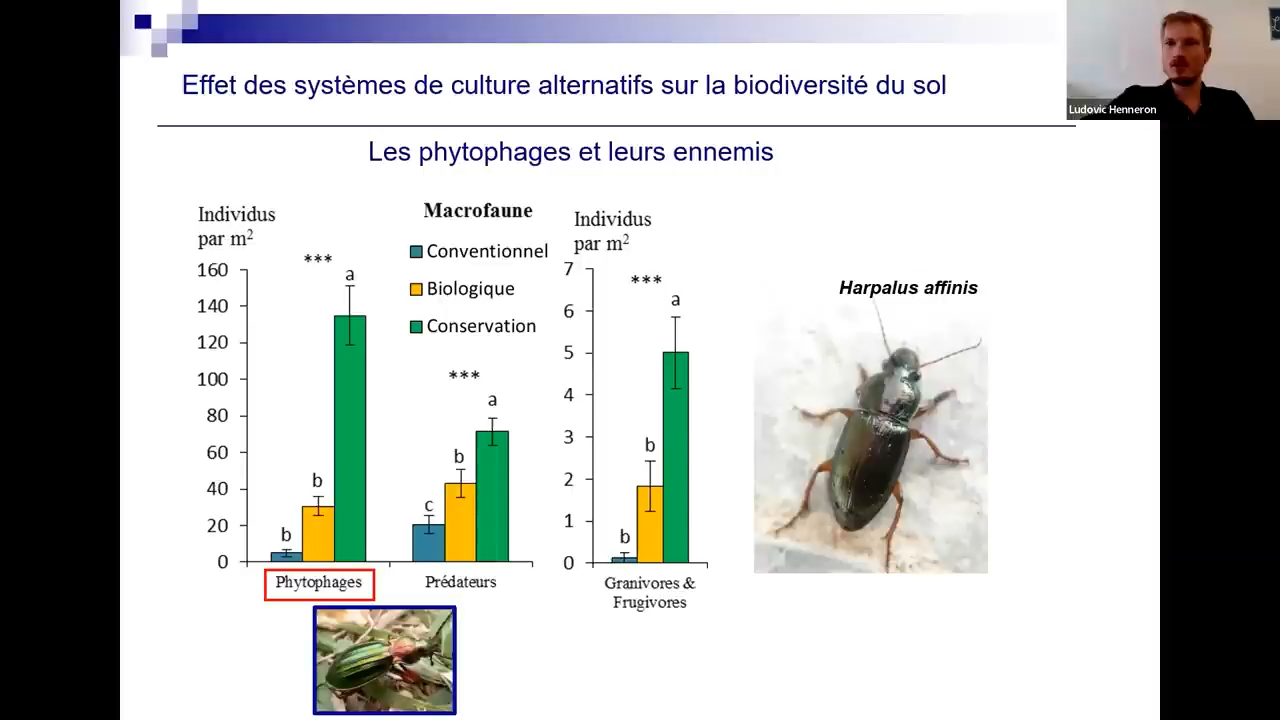 Effet des systèmes de culture alternatifs sur la biodiversité du sol
Ludovic Henneron
Les phytophages et leurs ennemis
Individus
par m²
160
140
120
100
80
60
40
20
0
***
a
b
b
Phytophages
***
a
b
c
Prédateurs
Macrofaune
Conventionnel
Biologique
Conservation
Individus
par m²
7
6
5
4
3
2
1
0
***
a
b
b
Granivores &
Frugivores
Harpalus affinis